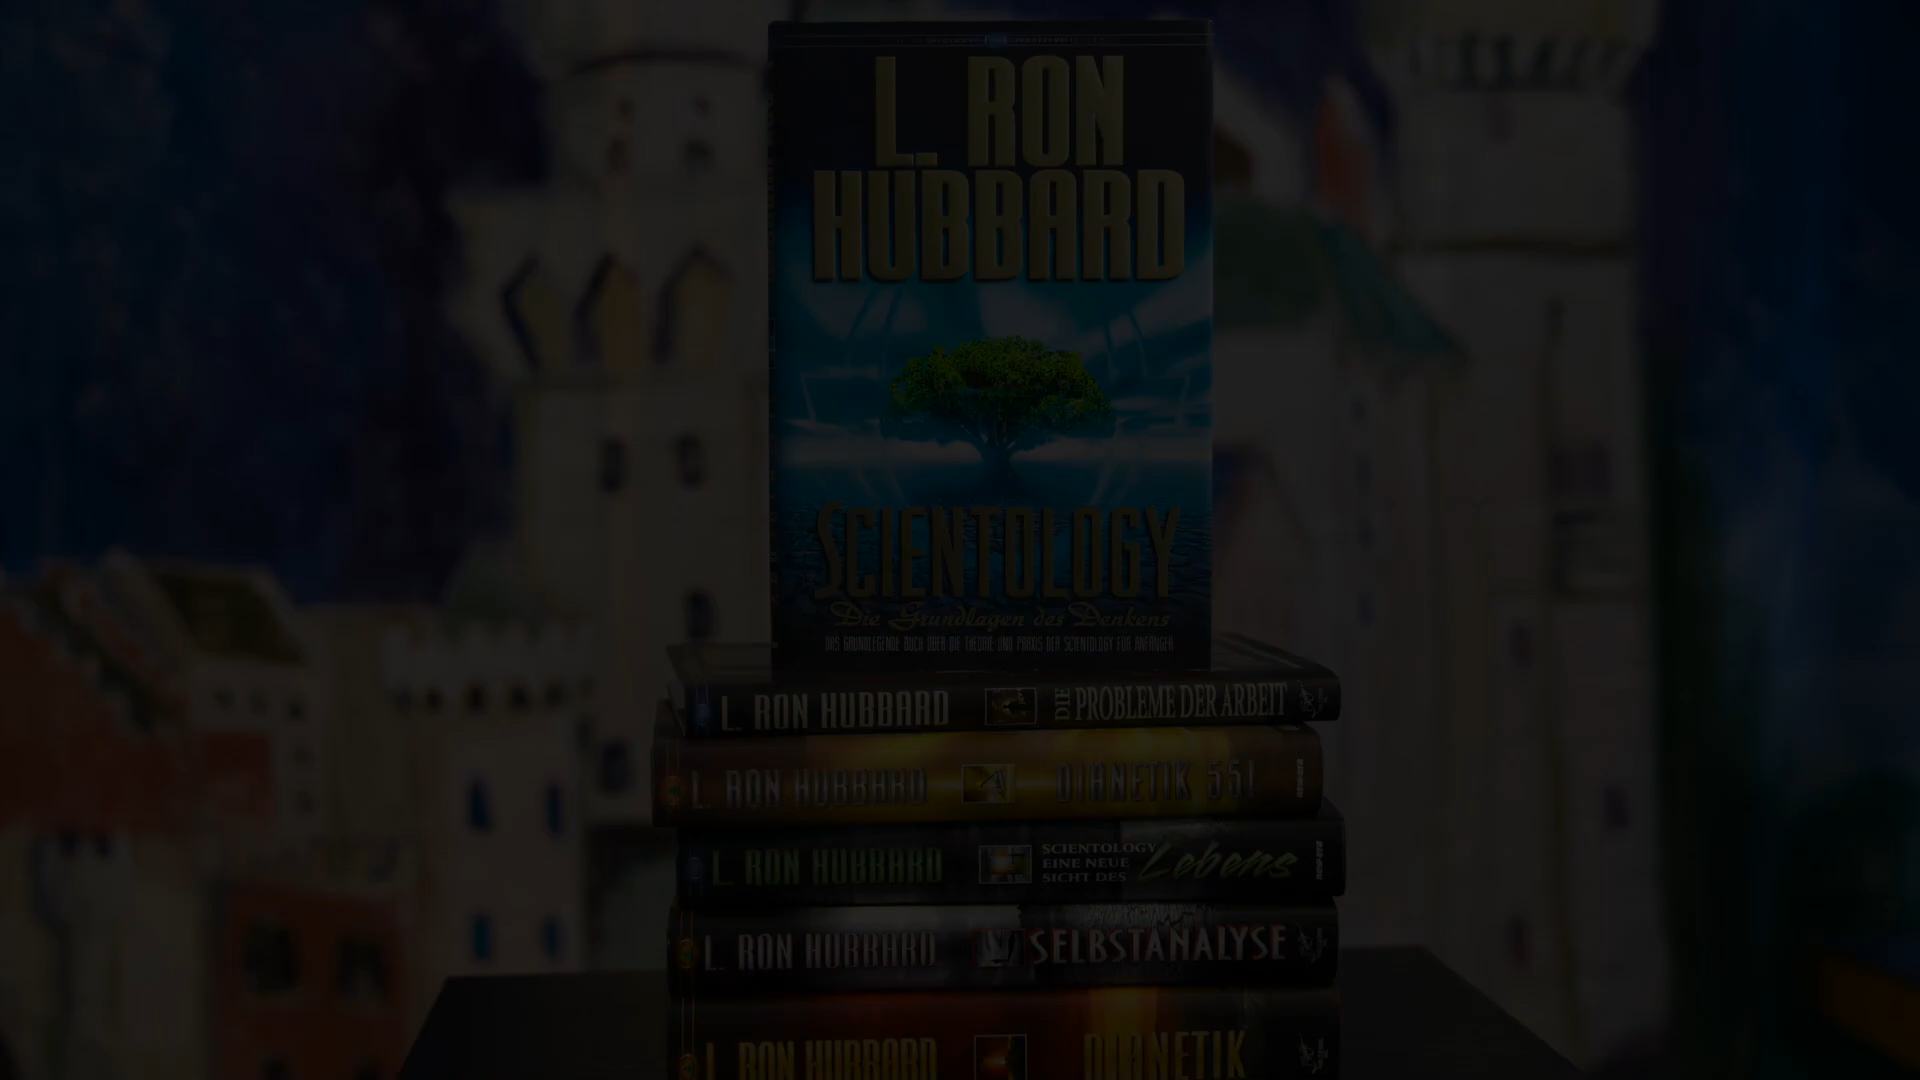 L. RON
HUBBARD
SCIENTOLOGY
Die Grundlagen des Denkens
DAS GRUNDLEGENDE BUCH ÜBER DIE THEORIE UND PRAXIS DER SCIENTOLOGY FÜR ANFÄNGER
L. RON HUBBARD DIE PROBLEME DER ARBEIT
L. RON HUBBARD DIANETIK 55!
L. RON HUBBARD SCIENTOLOGY
EINE NEUE
SICHT DES Lebens
L. RON HUBBARD SELBSTANALYSE
L. RON HUBBARD DIANETIK